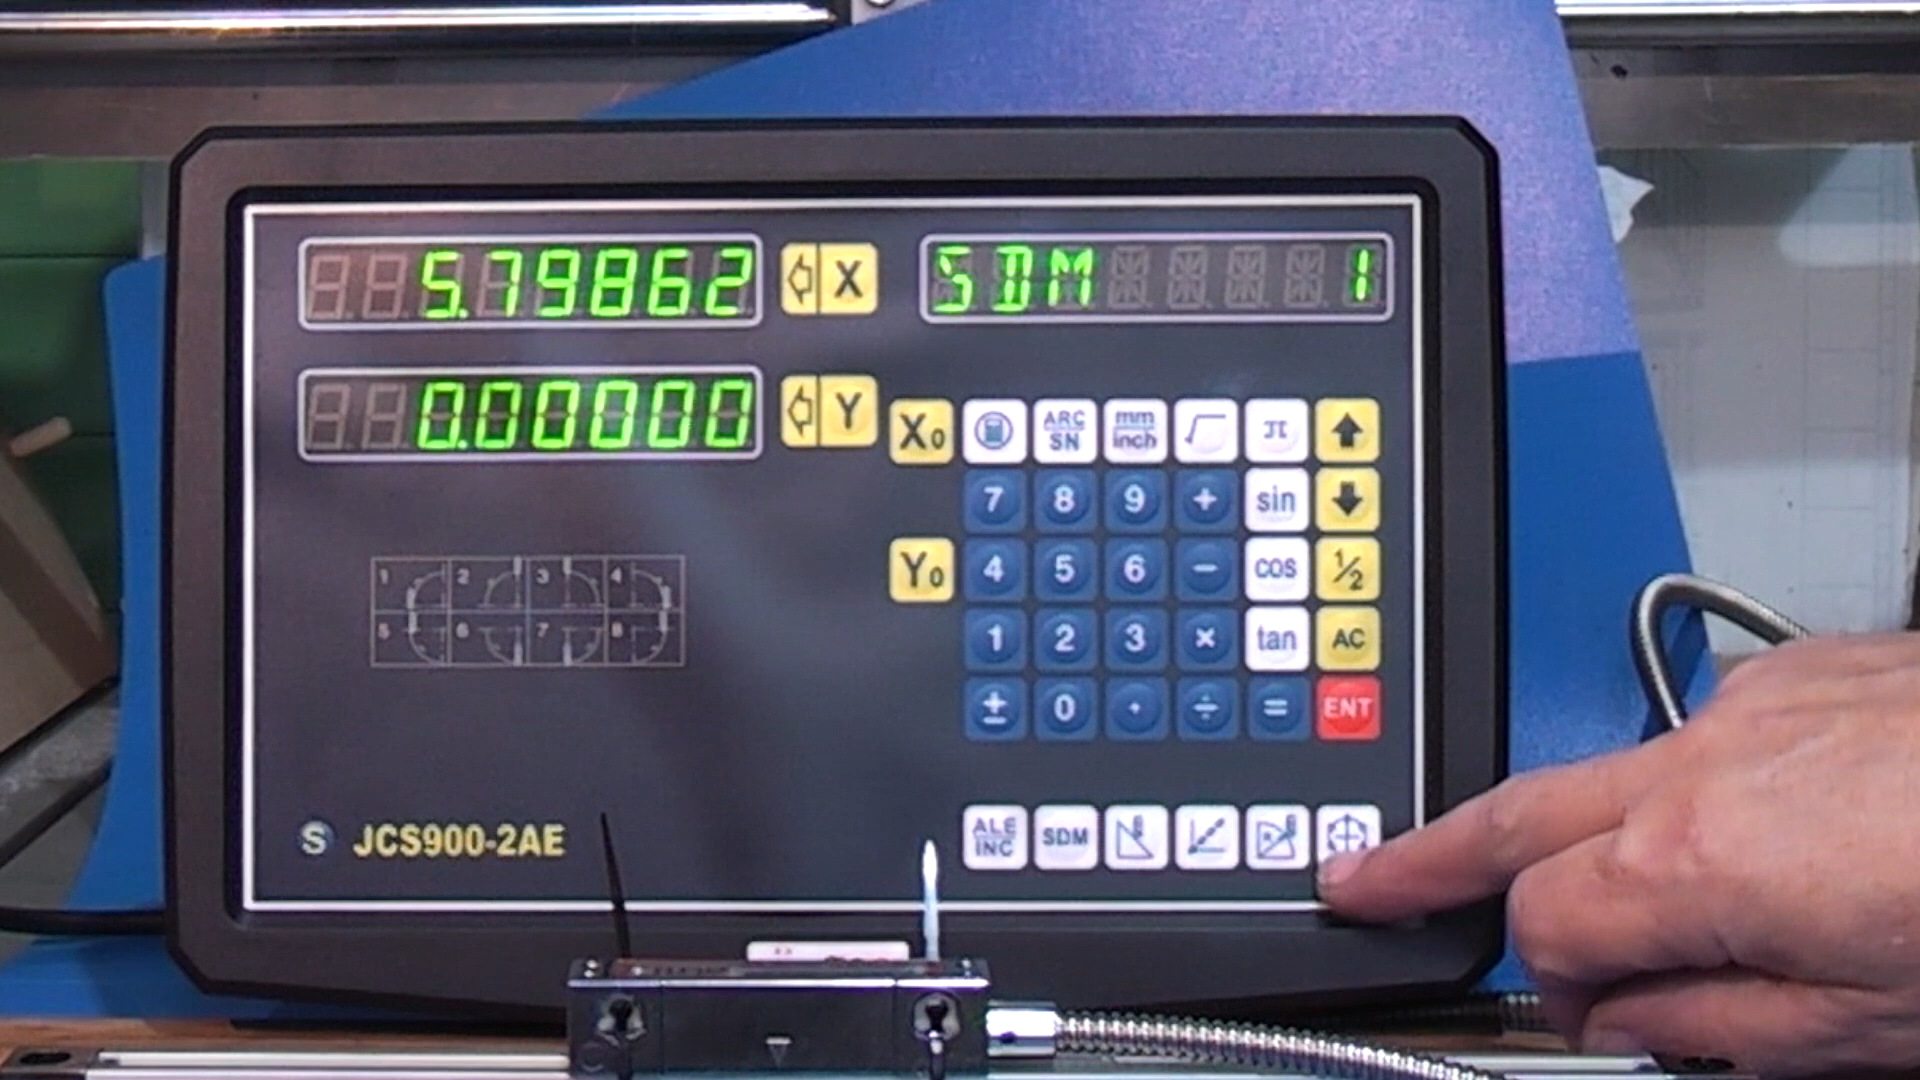 5.79862 X SDM 1
0.00000 Y
X0 ARC SN mm inch π
7 8 9 + sin
Y0 4 5 6 - cos 1/2
1 2 3 × tan AC
± 0 · ÷ = ENT
1 2 3 4
5 6 7 8
S JCS900-2AE
ALE INC SDM